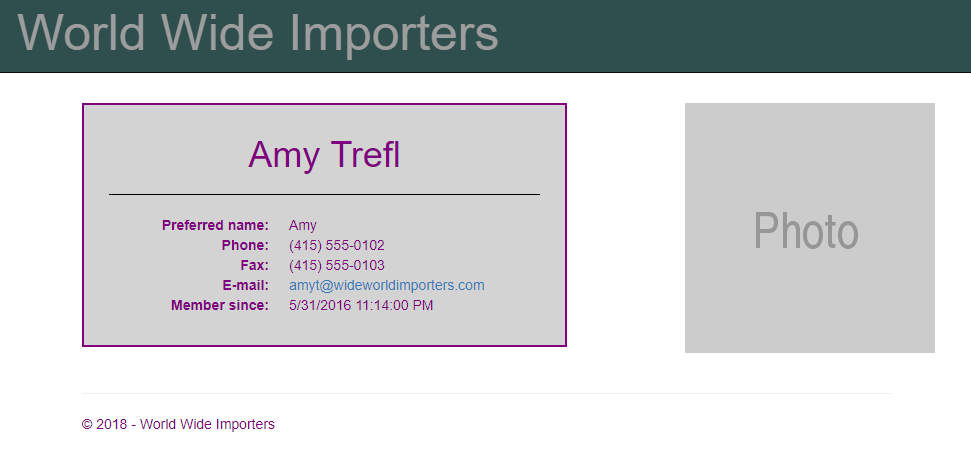 World Wide Importers
Amy Trefl
Preferred name: Amy
Phone: (415) 555-0102
Fax: (415) 555-0103
E-mail: amyt@wideworldimporters.com
Member since: 5/31/2016 11:14:00 PM
Photo
© 2018 - World Wide Importers